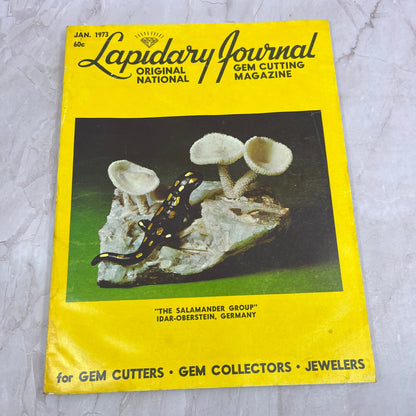 JAN. 1973
60c
Lapidary Journal
ORIGINAL GEM CUTTING
NATIONAL MAGAZINE
"THE SALAMANDER GROUP"
IDAR-OBERSTEIN, GERMANY
for GEM CUTTERS • GEM COLLECTORS • JEWELERS